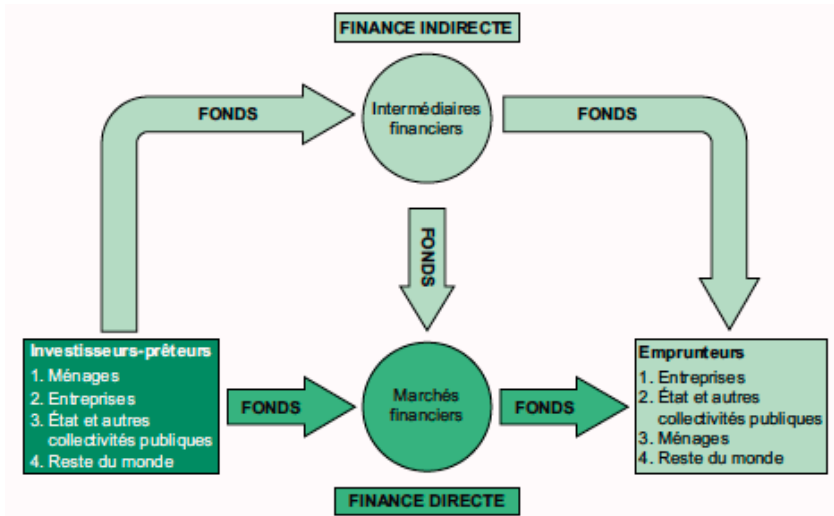 FINANCE INDIRECTE
FONDS
Intermédiaires
financiers
FONDS
FONDS
Investisseurs-prêteurs
1. Ménages
2. Entreprises
3. État et autres
collectivités publiques
4. Reste du monde
FONDS
Marchés
financiers
FONDS
Emprunteurs
1. Entreprises
2. État et autres
collectivités publiques
3. Ménages
4. Reste du monde
FINANCE DIRECTE